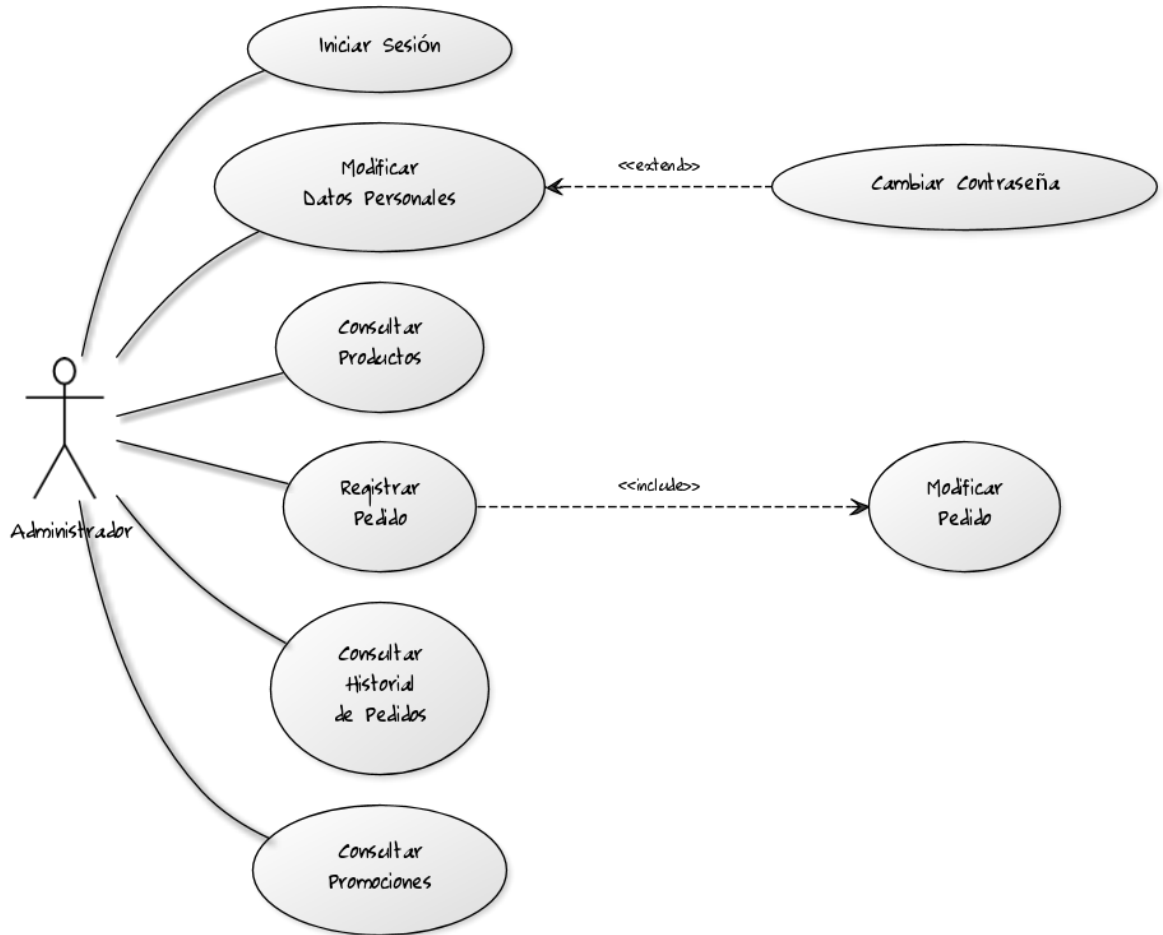 Iniciar Sesión
Modificar
Datos Personales
<<extend>>
Cambiar Contraseña
Consultar
Productos
Administrador
Registrar
Pedido
<<include>>
Modificar
Pedido
Consultar
Historial
de Pedidos
Consultar
Promociones